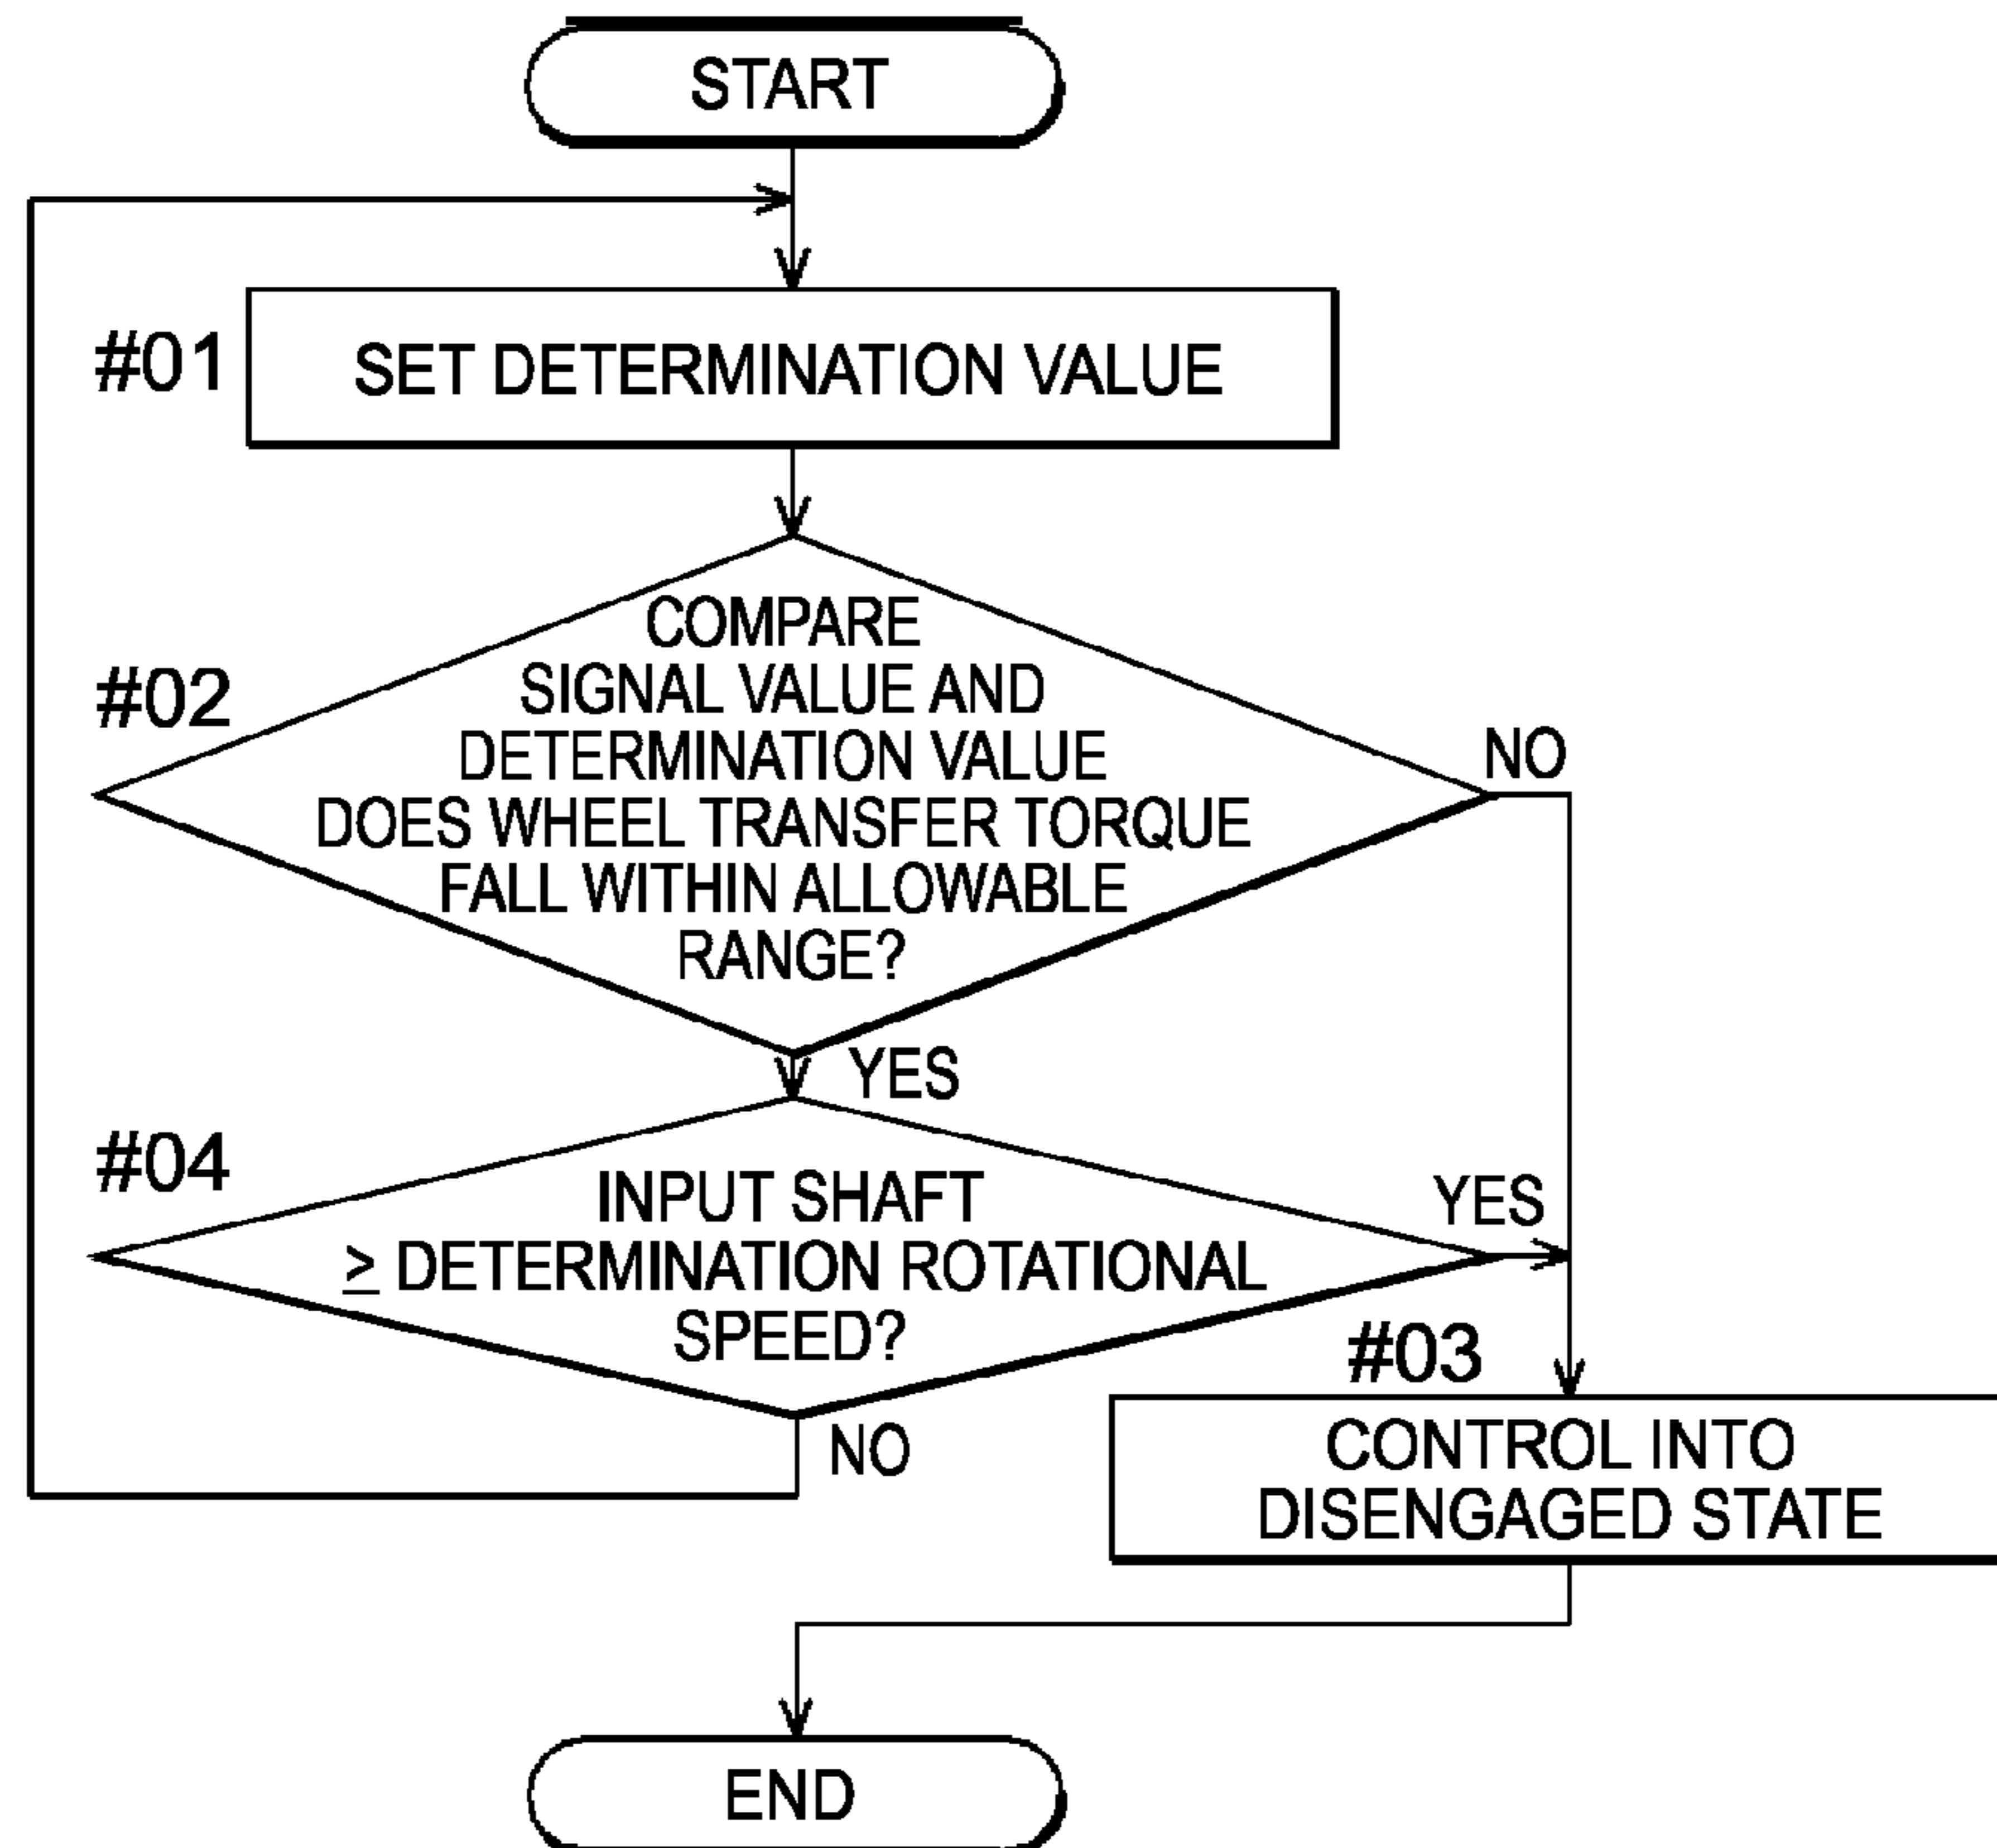 START
#01
SET DETERMINATION VALUE
#02
COMPARE
SIGNAL VALUE AND
DETERMINATION VALUE
DOES WHEEL TRANSFER TORQUE
FALL WITHIN ALLOWABLE
RANGE?
NO
YES
#04
INPUT SHAFT
≥ DETERMINATION ROTATIONAL
SPEED?
YES
NO
#03
CONTROL INTO
DISENGAGED STATE
END